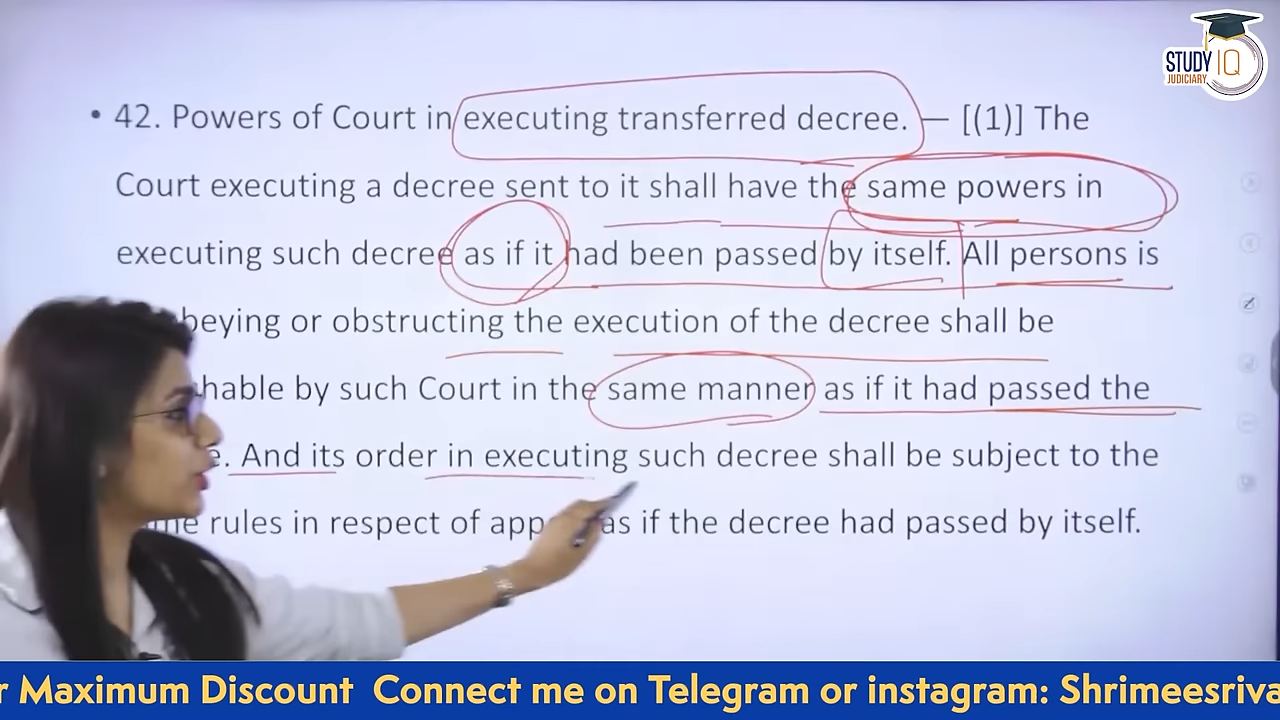 STUDY IQ
JUDICIARY
• 42. Powers of Court in executing transferred decree. — [(1)] The
Court executing a decree sent to it shall have the same powers in
executing such decree as if it had been passed by itself. All persons is
beying or obstructing the execution of the decree shall be
hable by such Court in the same manner as if it had passed the
e. And its order in executing such decree shall be subject to the
me rules in respect of app as if the decree had passed by itself.
r Maximum Discount Connect me on Telegram or instagram: Shrimeesriva